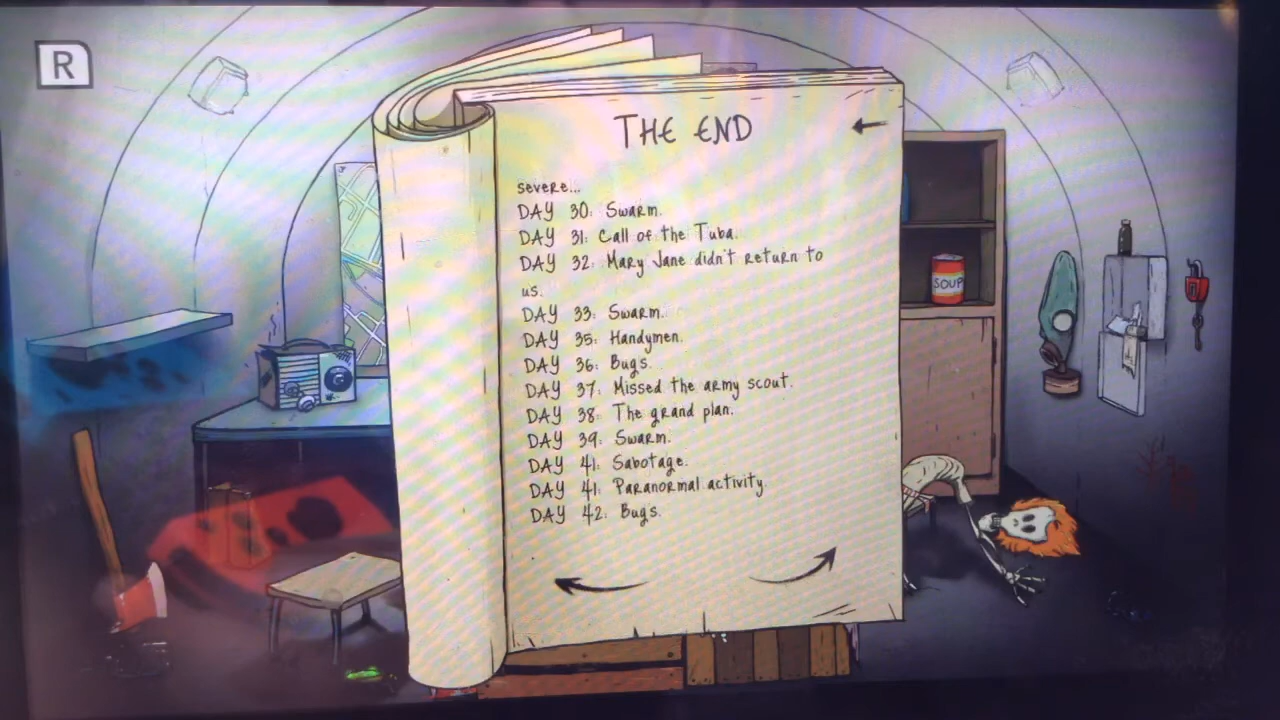 R
THE END
severe...
DAY 30: Swarm.
DAY 31: Call of the Tuba.
DAY 32: Mary Jane didn't return to
us.
DAY 33: Swarm.
DAY 35: Handymen.
DAY 36: Bugs.
DAY 37: Missed the army scout.
DAY 38: The grand plan.
DAY 39: Swarm.
DAY 41: Sabotage.
DAY 41: Paranormal activity.
DAY 42: Bugs.
SOUP